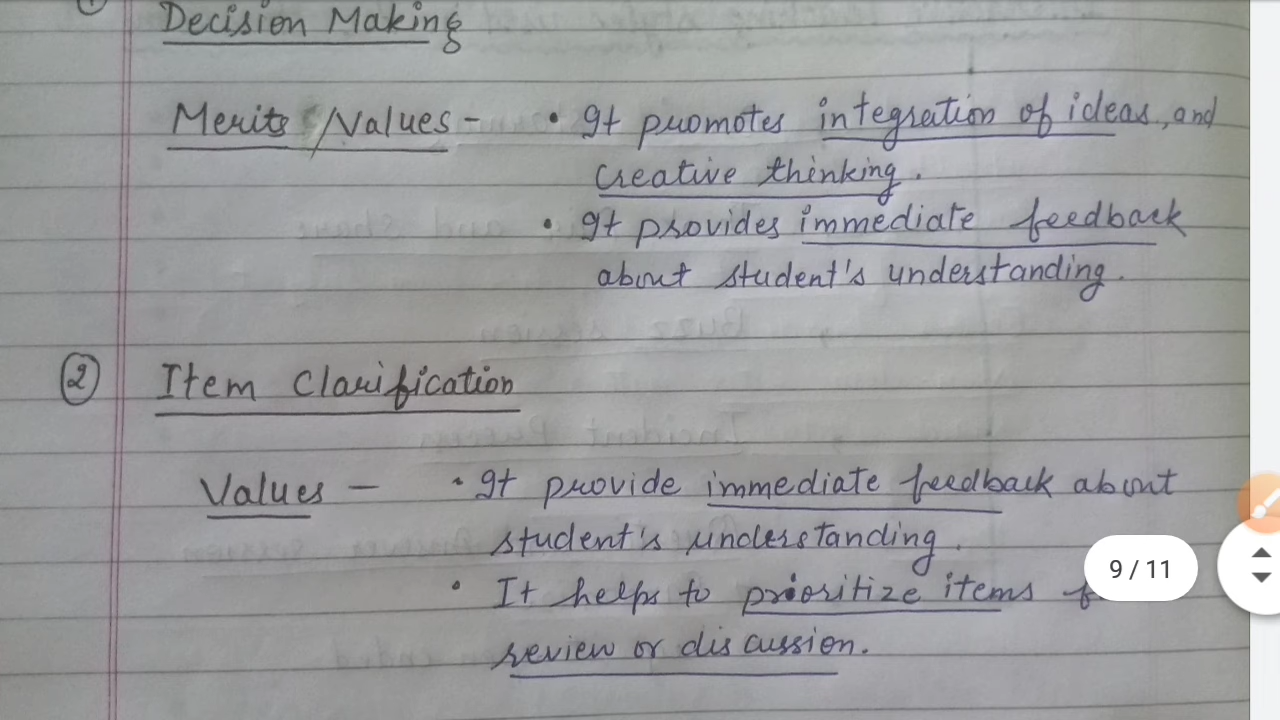 Decision Making
Merits /Values - • It promotes integration of ideas, and
creative thinking.
• It provides immediate feedback
about student's understanding.
② Item Clarification
Values - • It provide immediate feedback about
student's understanding.
• It helps to prioritize items
review or discussion.
9 / 11